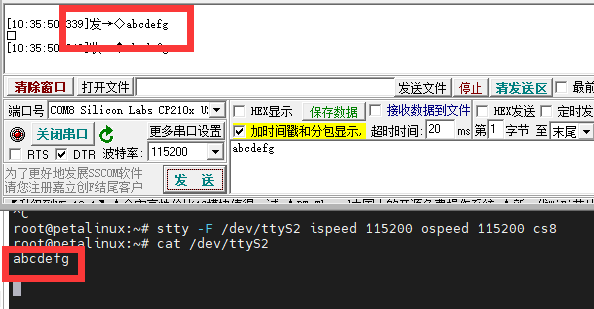 [10:35:50.339]发→◇abcdefg
□
清除窗口 打开文件 发送文件 停止 清发送区 最前
端口号 COM8 Silicon Labs CP210x U HEX显示 保存数据 接收数据到文件 HEX发送 定时发
关闭串口 更多串口设置 加时间戳和分包显示. 超时时间: 20 ms 第1 字节 至 末尾
RTS DTR 波特率: 115200 abcdefg
为了更好地发展SSCOM软件
请您注册嘉立创F结尾客户 发 送
^C
root@petalinux:~# stty -F /dev/ttyS2 ispeed 115200 ospeed 115200 cs8
root@petalinux:~# cat /dev/ttyS2
abcdefg